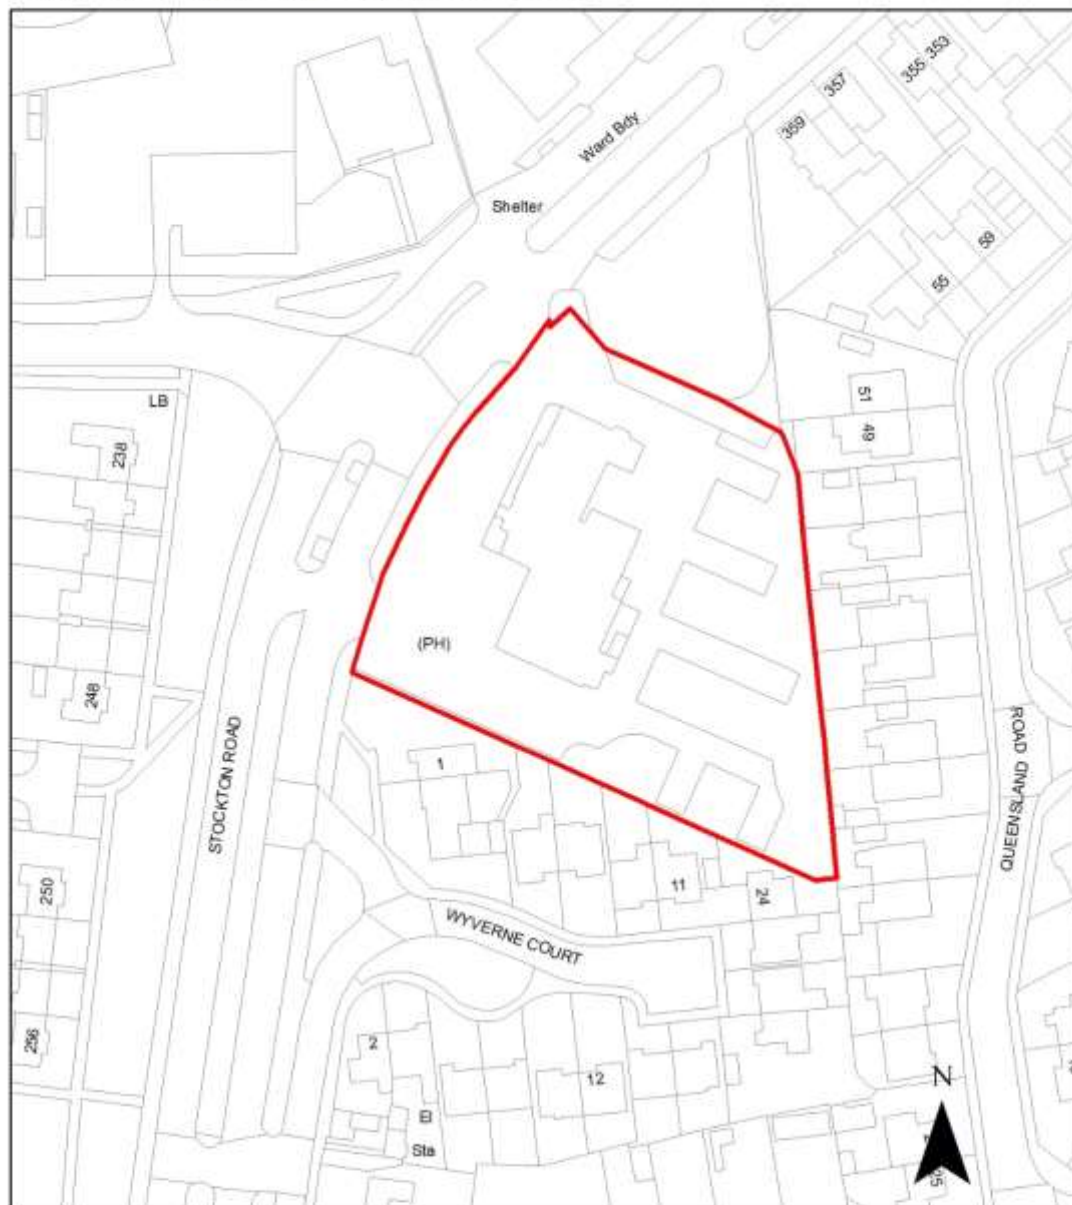 353
355
357
359
Ward Bdy
Shelter
59
55
51
49
LB
238
(PH)
248
STOCKTON ROAD
QUEENSLAND ROAD
1
250
11
24
WYVERNE COURT
256
2
12
El
Sta
N